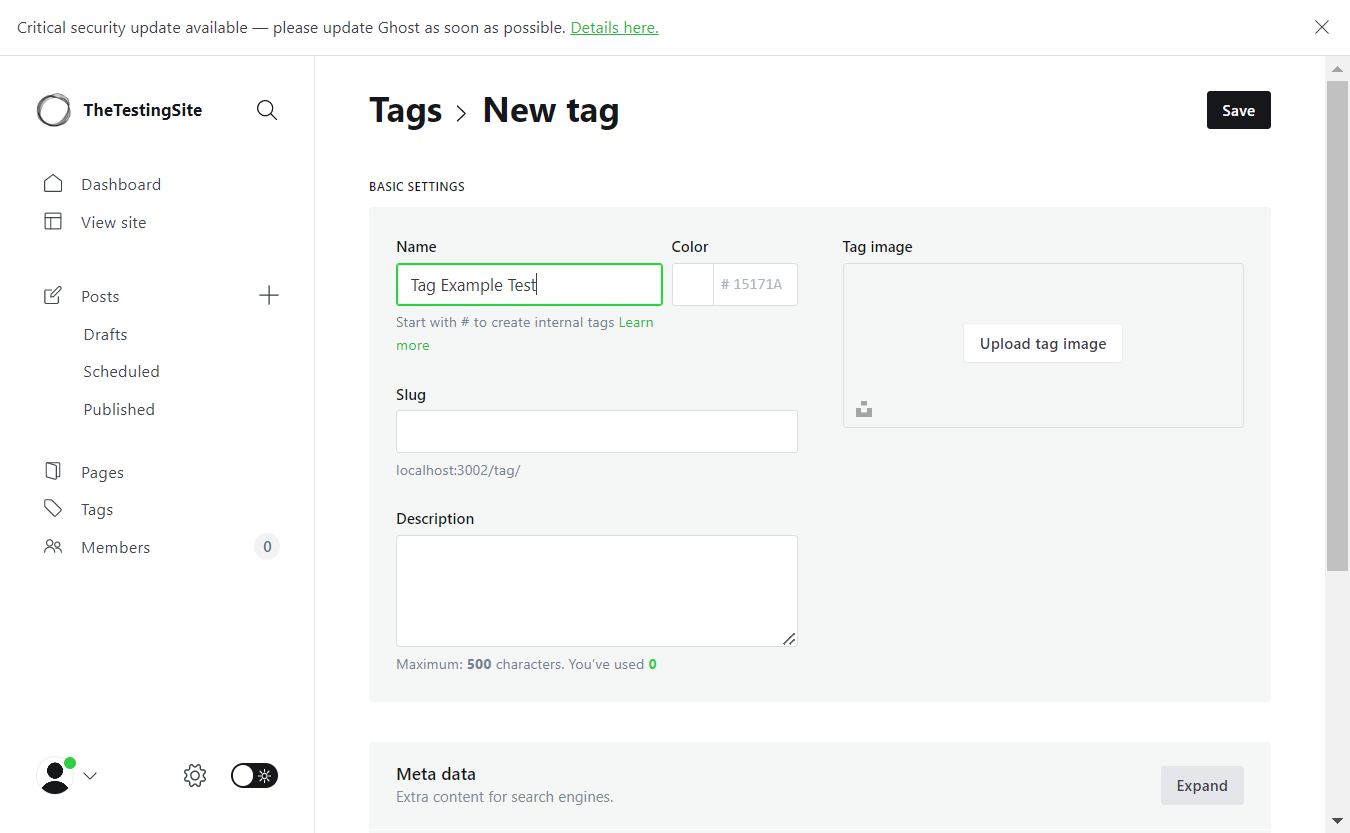 Critical security update available — please update Ghost as soon as possible. Details here.
TheTestingSite
Dashboard
View site
Posts
Drafts
Scheduled
Published
Pages
Tags
Members 0
Tags > New tag
Save
BASIC SETTINGS
Name
Tag Example Test
Start with # to create internal tags Learn
more
Color
# 15171A
Slug
localhost:3002/tag/
Description
Maximum: 500 characters. You’ve used 0
Tag image
Upload tag image
Meta data
Extra content for search engines.
Expand